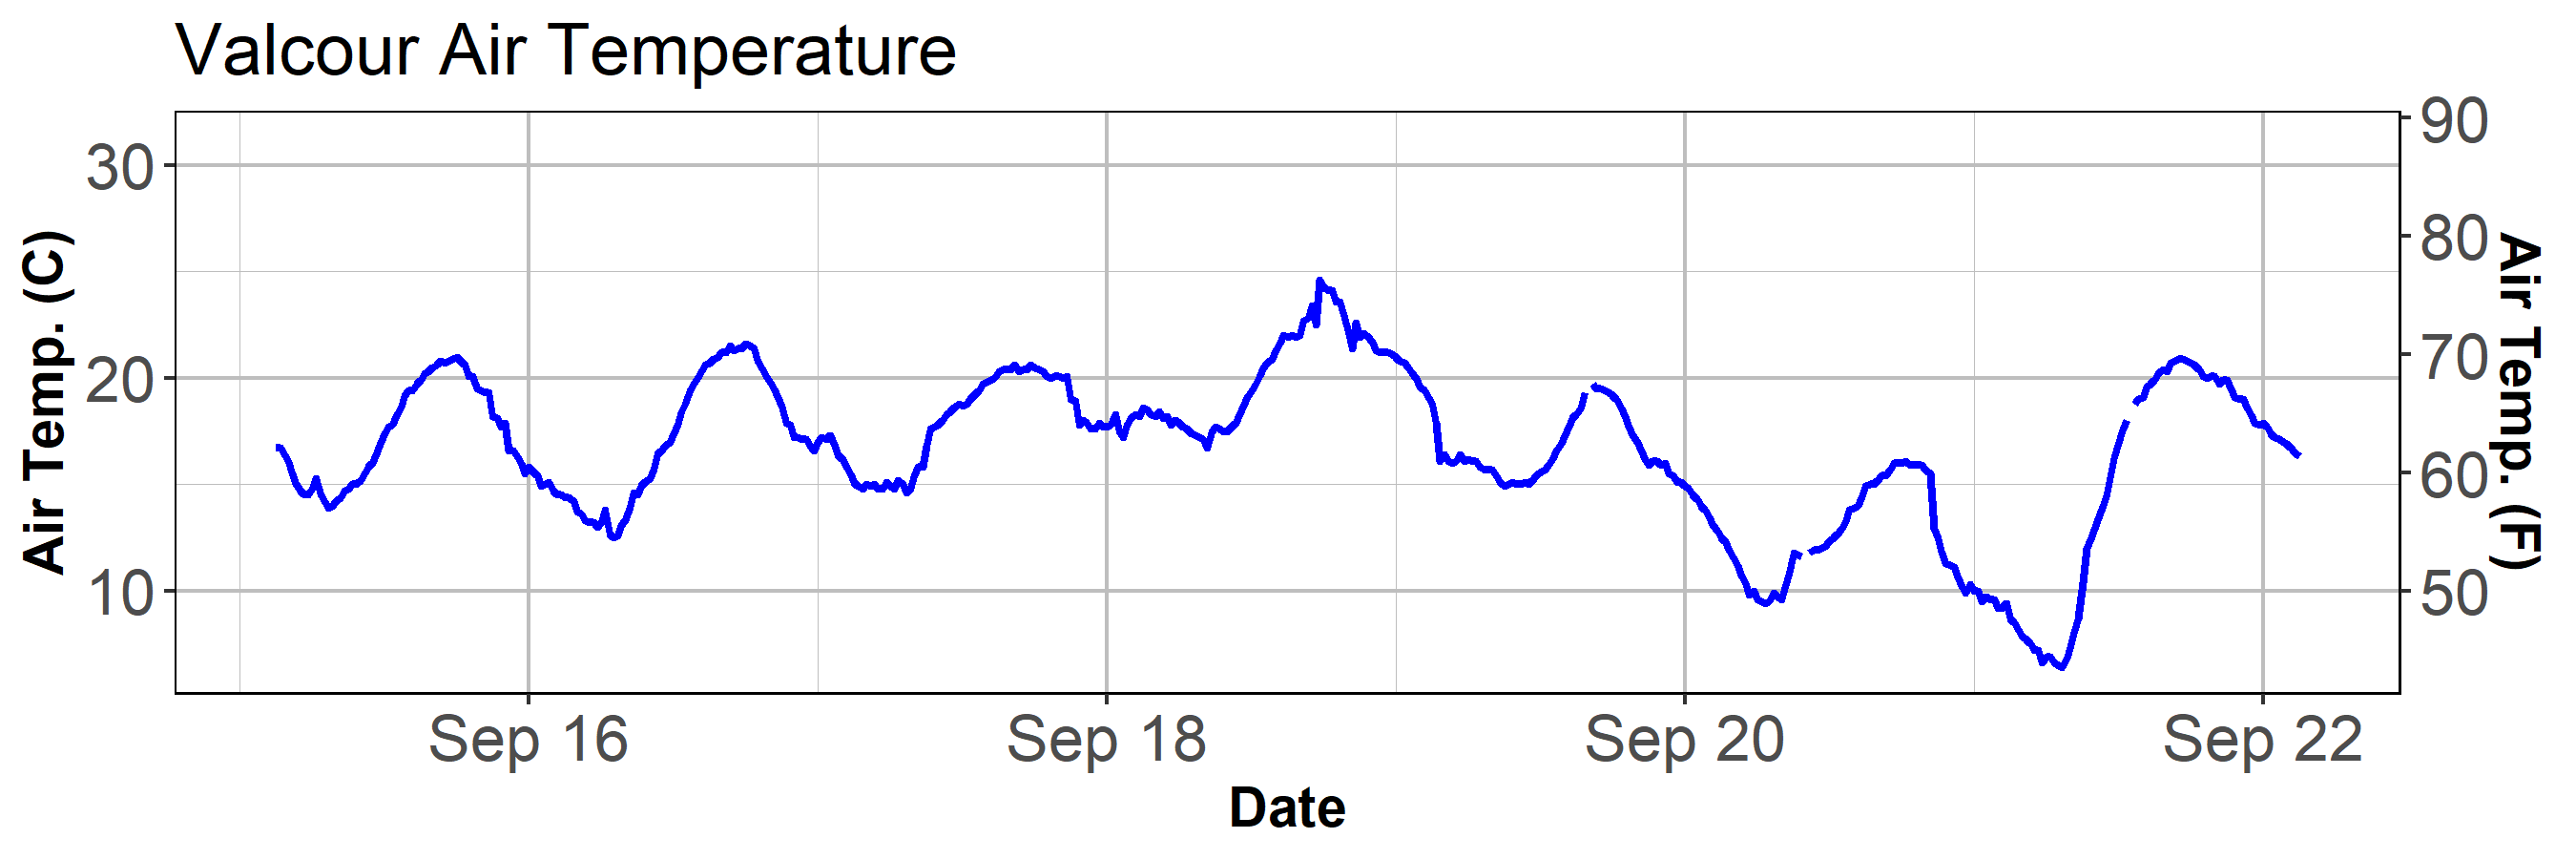 Valcour Air Temperature
Air Temp. (C)
30
20
10
90
80
70
60
50
Air Temp. (F)
Sep 16
Sep 18
Sep 20
Sep 22
Date